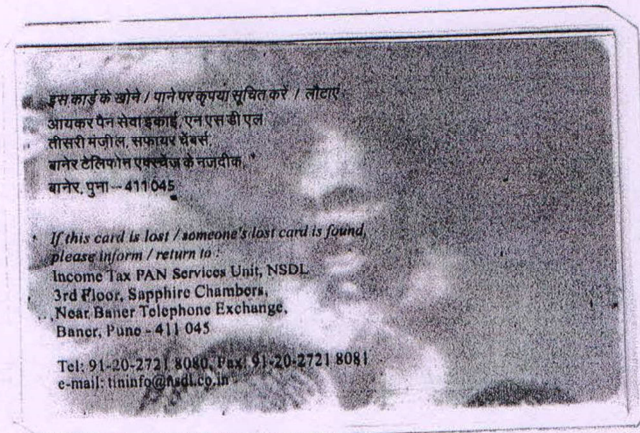 इस कार्ड के खोने / पाने पर कृपया सूचित करें / लौटाएं :
आयकर पैन सेवा इकाई, एन एस डी एल
तीसरी मंज़ील, सफायर चेंबर्स,
बानेर टेलिफोन एक्स्चेंज के नजदीक,
बानेर, पुना – 411 045
If this card is lost / someone's lost card is found,
please inform / return to :
Income Tax PAN Services Unit, NSDL
3rd Floor, Sapphire Chambers,
Near Baner Telephone Exchange,
Baner, Pune - 411 045
Tel: 91-20-2721 8080, Fax: 91-20-2721 8081
e-mail: tininfo@nsdl.co.in